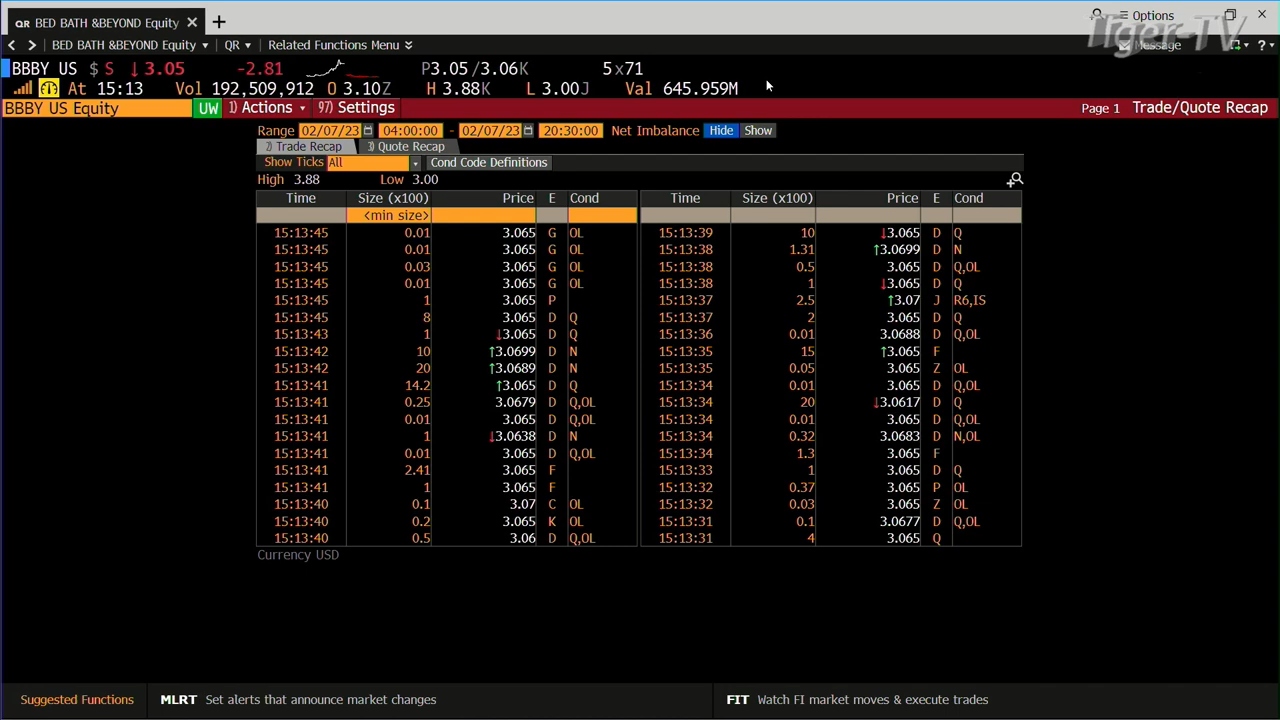 QR BED BATH &BEYOND Equity × +
Options
BED BATH &BEYOND Equity QR Related Functions Menu
Message ?
Tiger-TV
BBBY US $ S ↓3.05 -2.81 P3.05/3.06K 5x71
At 15:13 Vol 192,509,912 O 3.10Z H 3.88K L 3.00J Val 645.959M
BBBY US Equity UW 1) Actions 97) Settings Page 1 Trade/Quote Recap
Range 02/07/23 04:00:00 - 02/07/23 20:30:00 Net Imbalance Hide Show
Trade Recap 3) Quote Recap
Show Ticks All Cond Code Definitions
High 3.88 Low 3.00
Time Size (x100) Price E Cond Time Size (x100) Price E Cond
<min size>
15:13:45 0.01 3.065 G OL 15:13:39 10 ↓3.065 D Q
15:13:45 0.01 3.065 G OL 15:13:38 1.31 ↑3.0699 D N
15:13:45 0.03 3.065 G OL 15:13:38 0.5 3.065 D Q,OL
15:13:45 0.01 3.065 G OL 15:13:38 1 ↓3.065 D Q
15:13:45 1 3.065 P 15:13:37 2.5 ↑3.07 J R6,IS
15:13:45 8 3.065 D Q 15:13:37 2 3.065 D Q
15:13:43 1 ↓3.065 D Q 15:13:36 0.01 3.0688 D Q,OL
15:13:42 10 ↑3.0699 D N 15:13:35 15 ↑3.065 F
15:13:42 20 ↑3.0689 D N 15:13:35 0.05 3.065 Z OL
15:13:41 14.2 ↑3.065 D Q 15:13:34 0.01 3.065 D Q,OL
15:13:41 0.25 3.0679 D Q,OL 15:13:34 20 ↓3.0617 D Q
15:13:41 0.01 3.065 D Q,OL 15:13:34 0.01 3.065 D Q,OL
15:13:41 1 ↓3.0638 D N 15:13:34 0.32 3.0683 D N,OL
15:13:41 0.01 3.065 D Q,OL 15:13:34 1.3 3.065 F
15:13:41 2.41 3.065 F 15:13:33 1 3.065 D Q
15:13:41 1 3.065 F 15:13:32 0.37 3.065 P OL
15:13:40 0.1 3.07 C OL 15:13:32 0.03 3.065 Z OL
15:13:40 0.2 3.065 K OL 15:13:31 0.1 3.0677 D Q,OL
15:13:40 0.5 3.06 D Q,OL 15:13:31 4 3.065 Q
Currency USD
Suggested Functions MLRT Set alerts that announce market changes FIT Watch FI market moves & execute trades